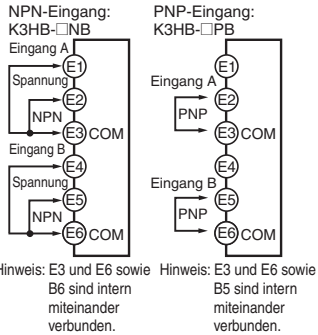 NPN-Eingang:
K3HB-□NB
Eingang A
E1
Spannung
E2
NPN
E3 COM
Eingang B
E4
Spannung
E5
NPN
E6 COM
Hinweis: E3 und E6 sowie
B6 sind intern
miteinander
verbunden.
PNP-Eingang:
K3HB-□PB
E1
Eingang A
E2
PNP
E3 COM
E4
Eingang B
E5
PNP
E6 COM
Hinweis: E3 und E6 sowie
B5 sind intern
miteinander
verbunden.